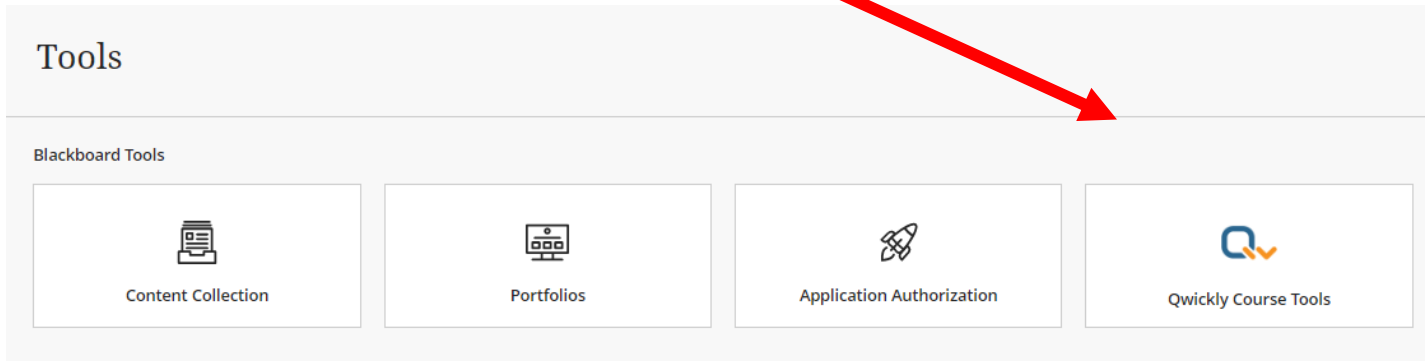 Tools
Blackboard Tools
Content Collection
Portfolios
Application Authorization
Qwickly Course Tools